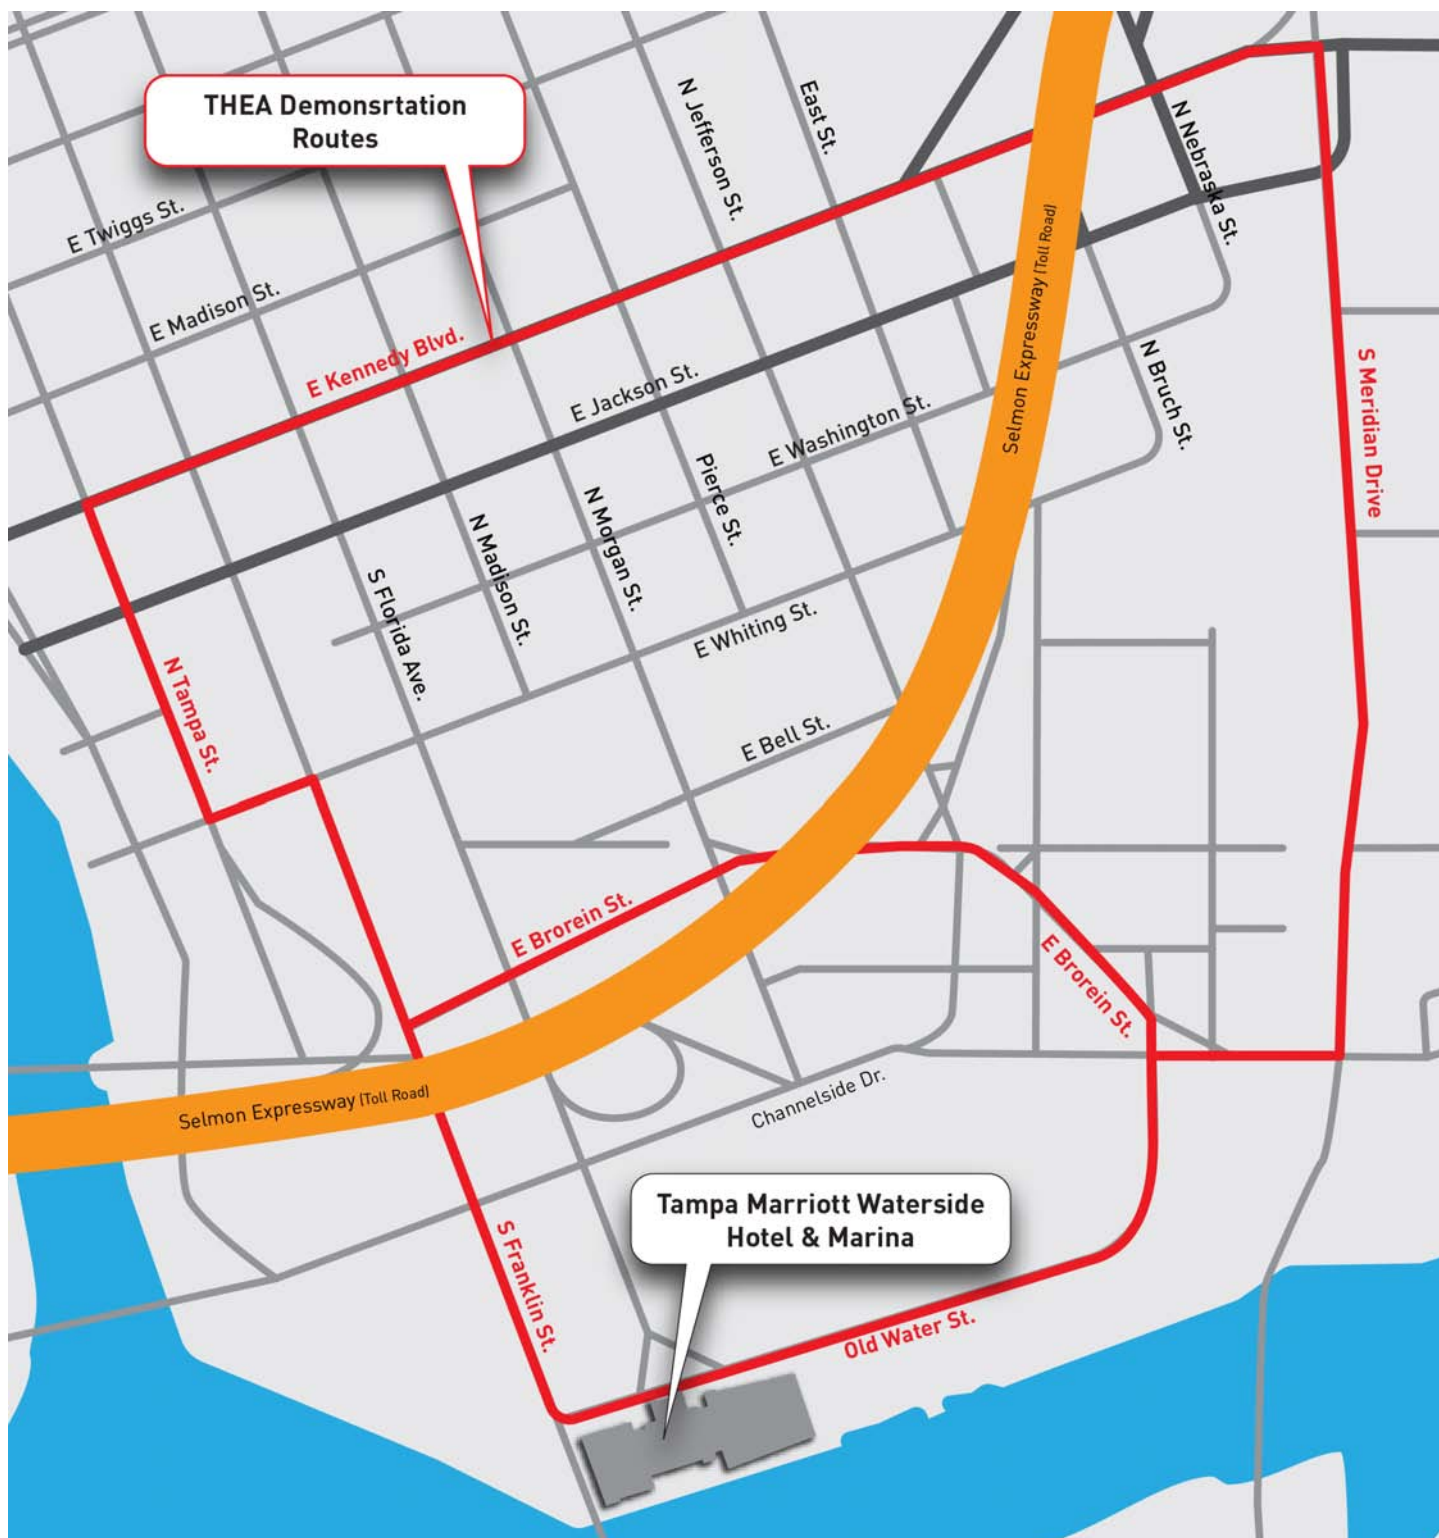 THEA Demonsrtation
Routes
N Jefferson St.
East St.
N Nebraska St.
E Twiggs St.
E Madison St.
E Kennedy Blvd.
E Jackson St.
Selmon Expressway (Toll Road)
N Bruch St.
S Meridian Drive
E Washington St.
Pierce St.
N Morgan St.
N Madison St.
S Florida Ave.
E Whiting St.
N Tampa St.
E Bell St.
E Brorein St.
E Brorein St.
Selmon Expressway (Toll Road)
Channelside Dr.
Tampa Marriott Waterside
Hotel & Marina
S Franklin St.
Old Water St.